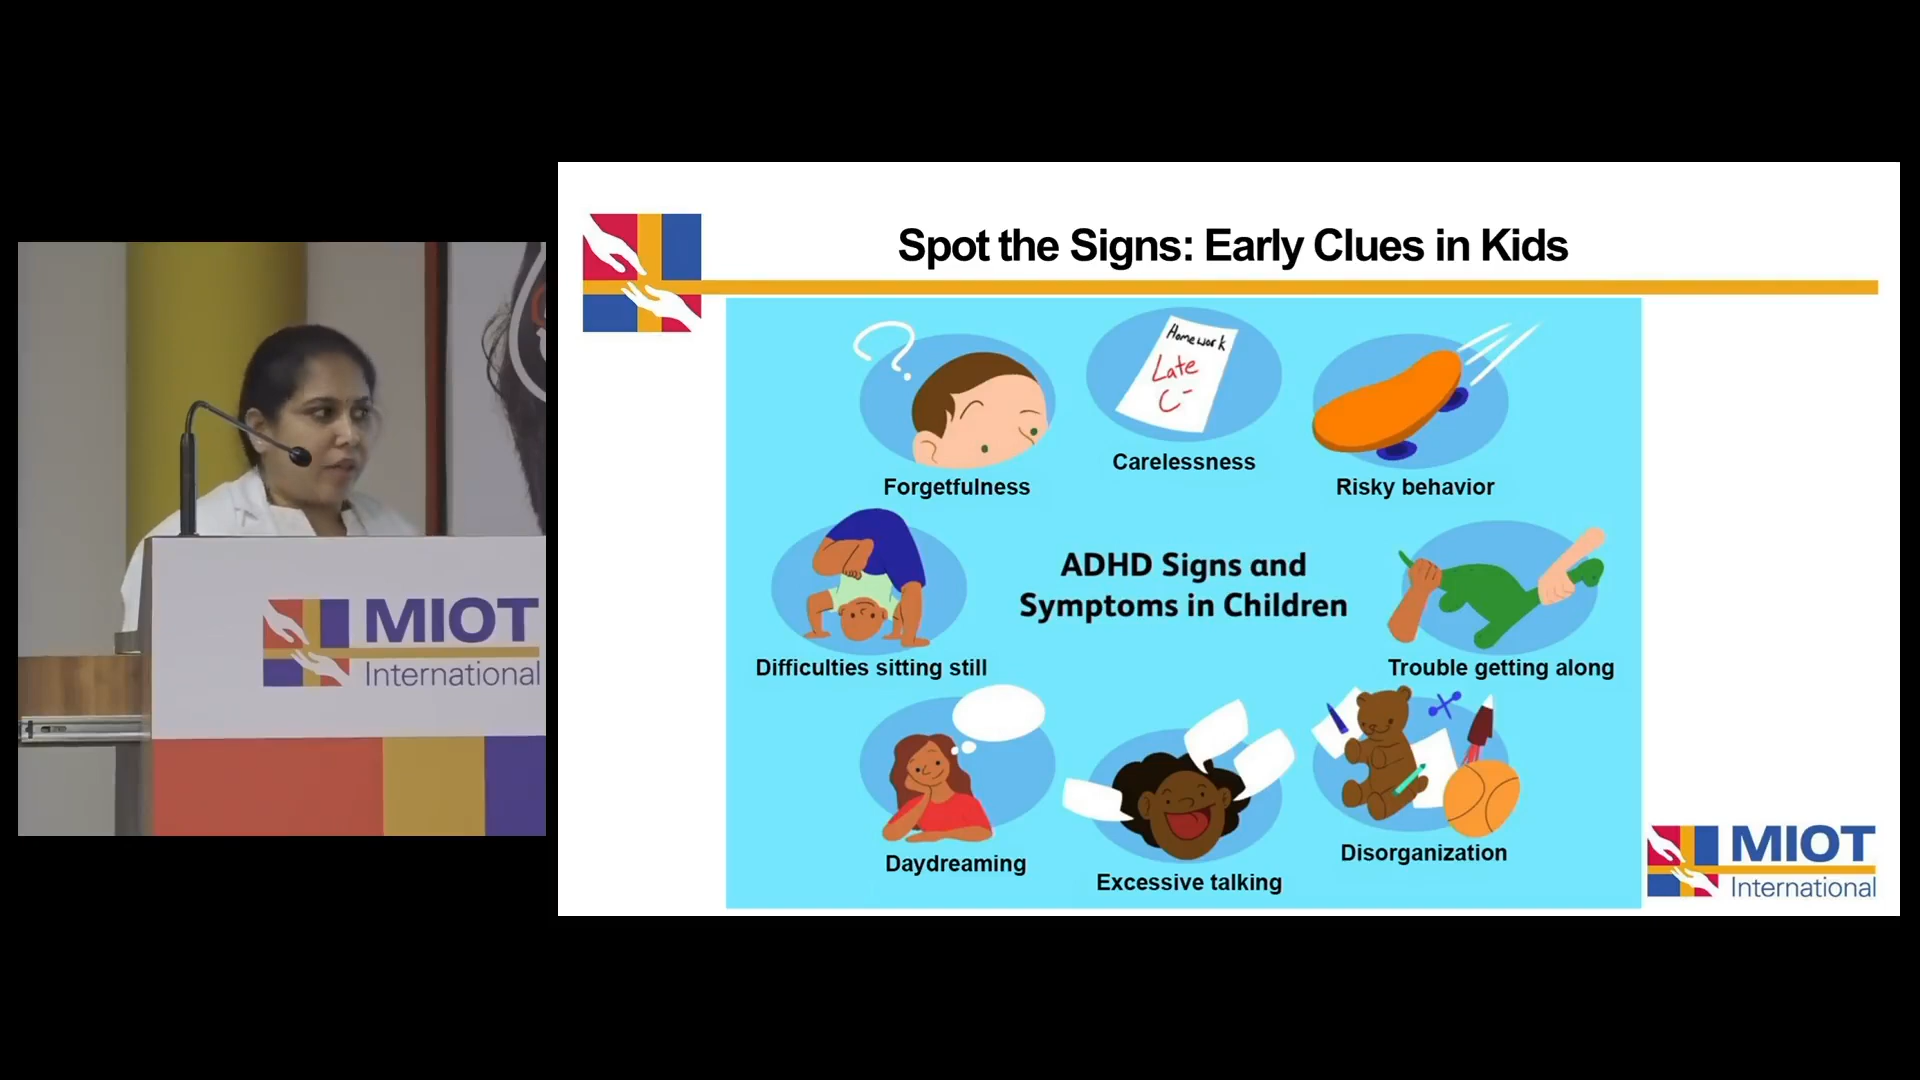 Spot the Signs: Early Clues in Kids
Homework
Late
C-
Forgetfulness
Carelessness
Risky behavior
ADHD Signs and
Symptoms in Children
Difficulties sitting still
Trouble getting along
Daydreaming
Excessive talking
Disorganization
MIOT
International
MIOT
International